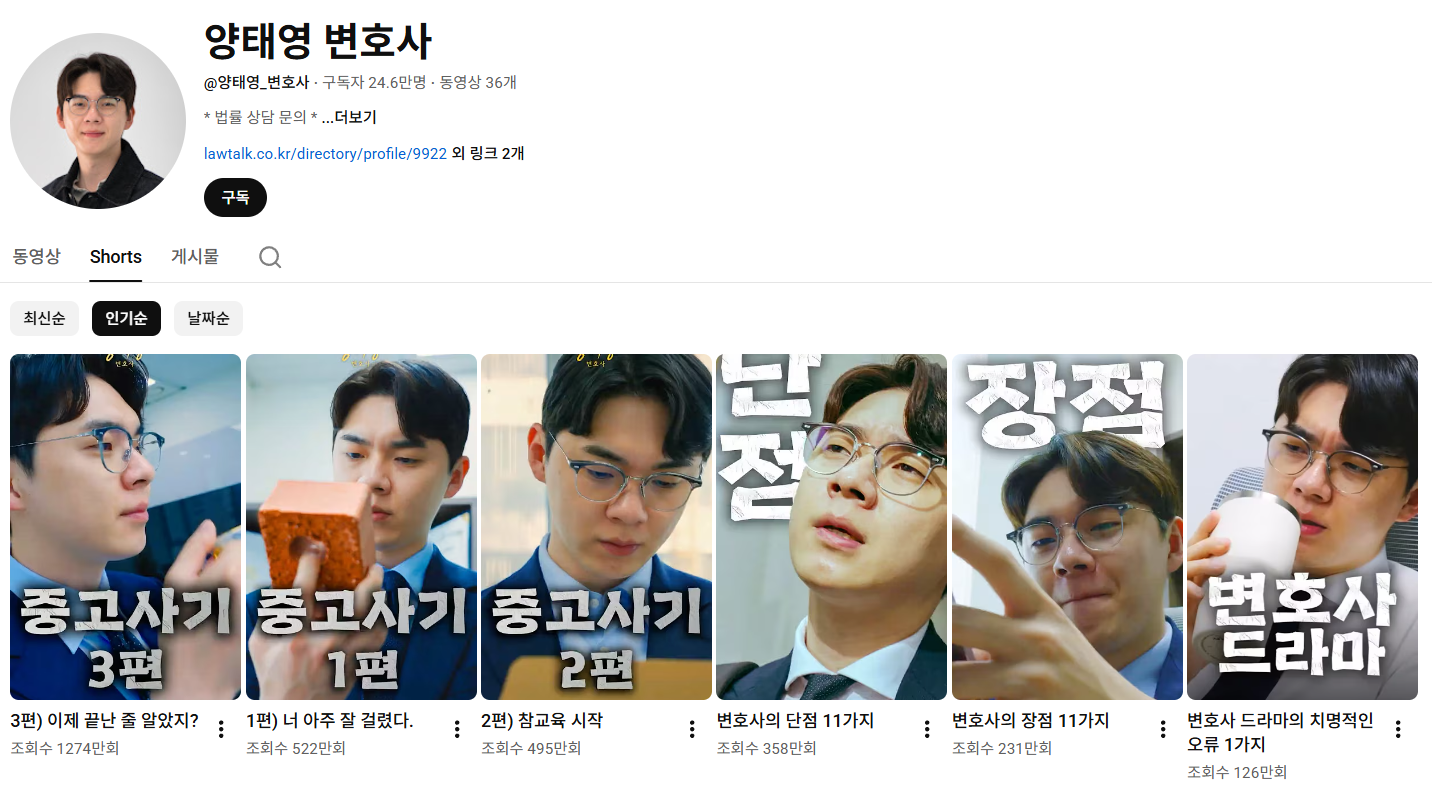 양태영 변호사
@양태영_변호사 · 구독자 24.6만명 · 동영상 36개
* 법률 상담 문의 * ...더보기
lawtalk.co.kr/directory/profile/9922 외 링크 2개
구독
동영상
Shorts
게시물
최신순
인기순
날짜순
변호사
중고사기
3편
3편) 이제 끝난 줄 알았지?
조회수 1274만회
중고사기
1편
1편) 너 아주 잘 걸렸다.
조회수 522만회
변호사
중고사기
2편
2편) 참교육 시작
조회수 495만회
단
점
변호사의 단점 11가지
조회수 358만회
장점
변호사의 장점 11가지
조회수 231만회
변호사
드라마
변호사 드라마의 치명적인
오류 1가지
조회수 126만회